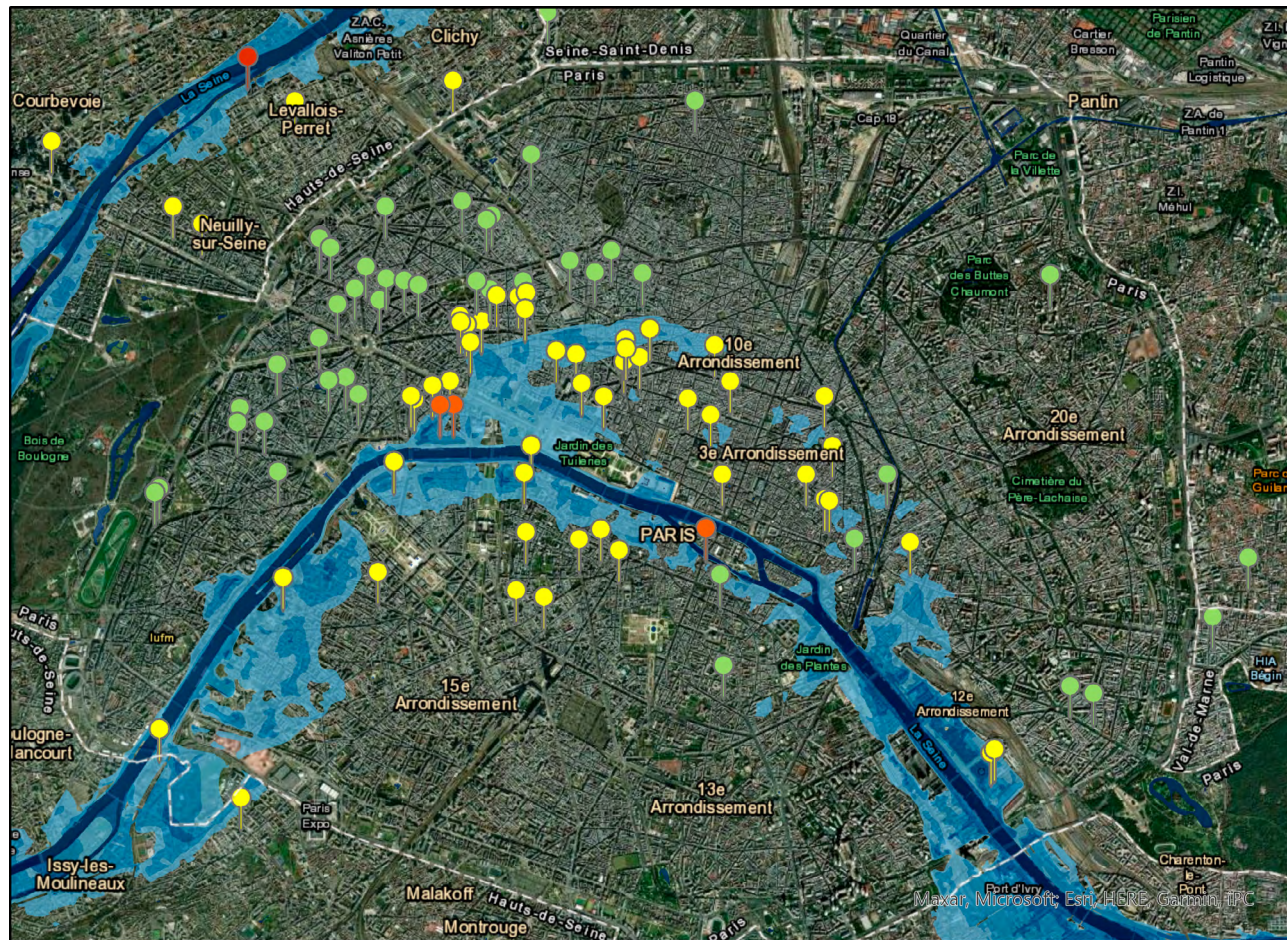 Z.A.C.
Asnières
Valiton Petit
Clichy
Seine-Saint-Denis
Paris
Quartier
du Canal
Cartier
Bresson
Parisien
de Pantin
Pantin
Logistique
La Seine
Courbevoie
Levallois-
Perret
Cap 18
Pantin
Z.A. de
Pantin 1
Hauts-de-Seine
Parc de
la Villette
Z.I.
Méhul
Neuilly-
sur-Seine
Parc
des Buttes
Chaumont
Paris
10e
Arrondissement
20e
Arrondissement
Bois de
Boulogne
Jardin des
Tuileries
3e Arrondissement
Cimetière du
Père-Lachaise
PARIS
Paris
Iufm
Jardin
des Plantes
HIA
Bégin
15e
Arrondissement
12e
Arrondissement
La Seine
Val-de-Marne
Paris
13e
Arrondissement
Paris
Expo
Issy-les-
Moulineaux
Charenton-
le
Pont
Malakoff
Hauts-de-Seine
Port d'Ivry
Montrouge
Paris
Maxar, Microsoft; Esri, HERE, Garmin, iPC